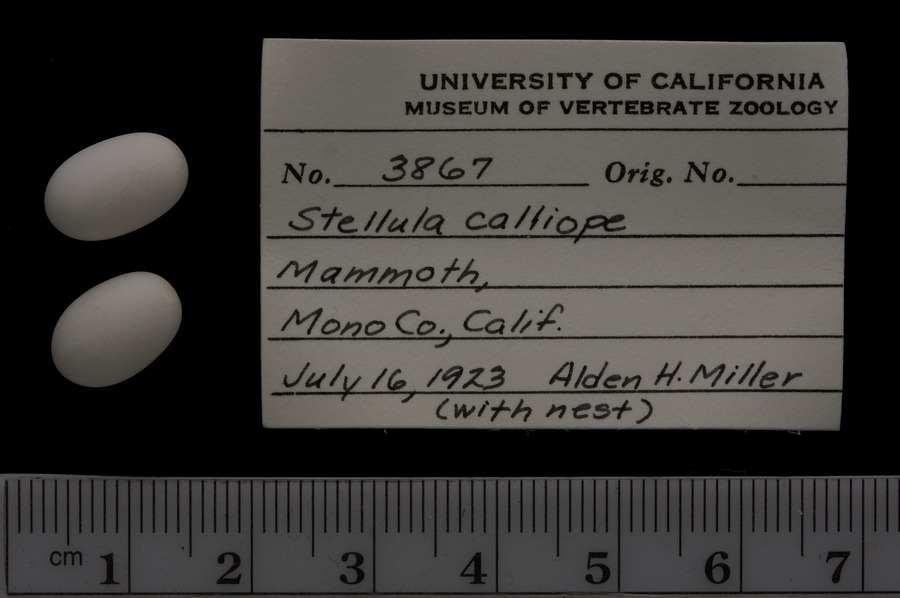 UNIVERSITY OF CALIFORNIA
MUSEUM OF VERTEBRATE ZOOLOGY
No. 3867 Orig. No.
Stellula calliope
Mammoth,
Mono Co., Calif.
July 16, 1923 Alden H. Miller
(with nest)
cm 1 2 3 4 5 6 7